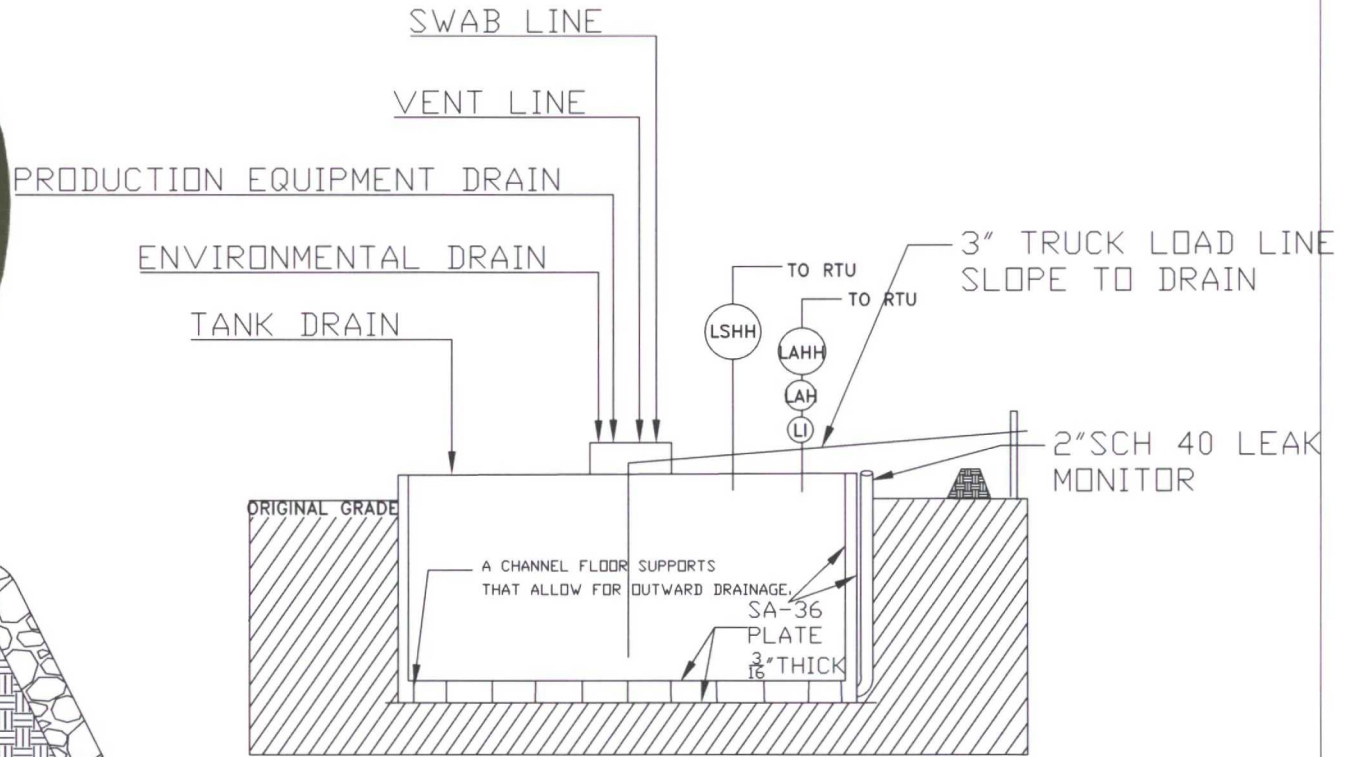 SWAB LINE
VENT LINE
PRODUCTION EQUIPMENT DRAIN
ENVIRONMENTAL DRAIN
TANK DRAIN
3" TRUCK LOAD LINE
SLOPE TO DRAIN
TO RTU
TO RTU
LSHH
LAHH
LAH
LI
2"SCH 40 LEAK
MONITOR
ORIGINAL GRADE
A CHANNEL FLOOR SUPPORTS
THAT ALLOW FOR OUTWARD DRAINAGE.
SA-36
PLATE
3/16"THICK